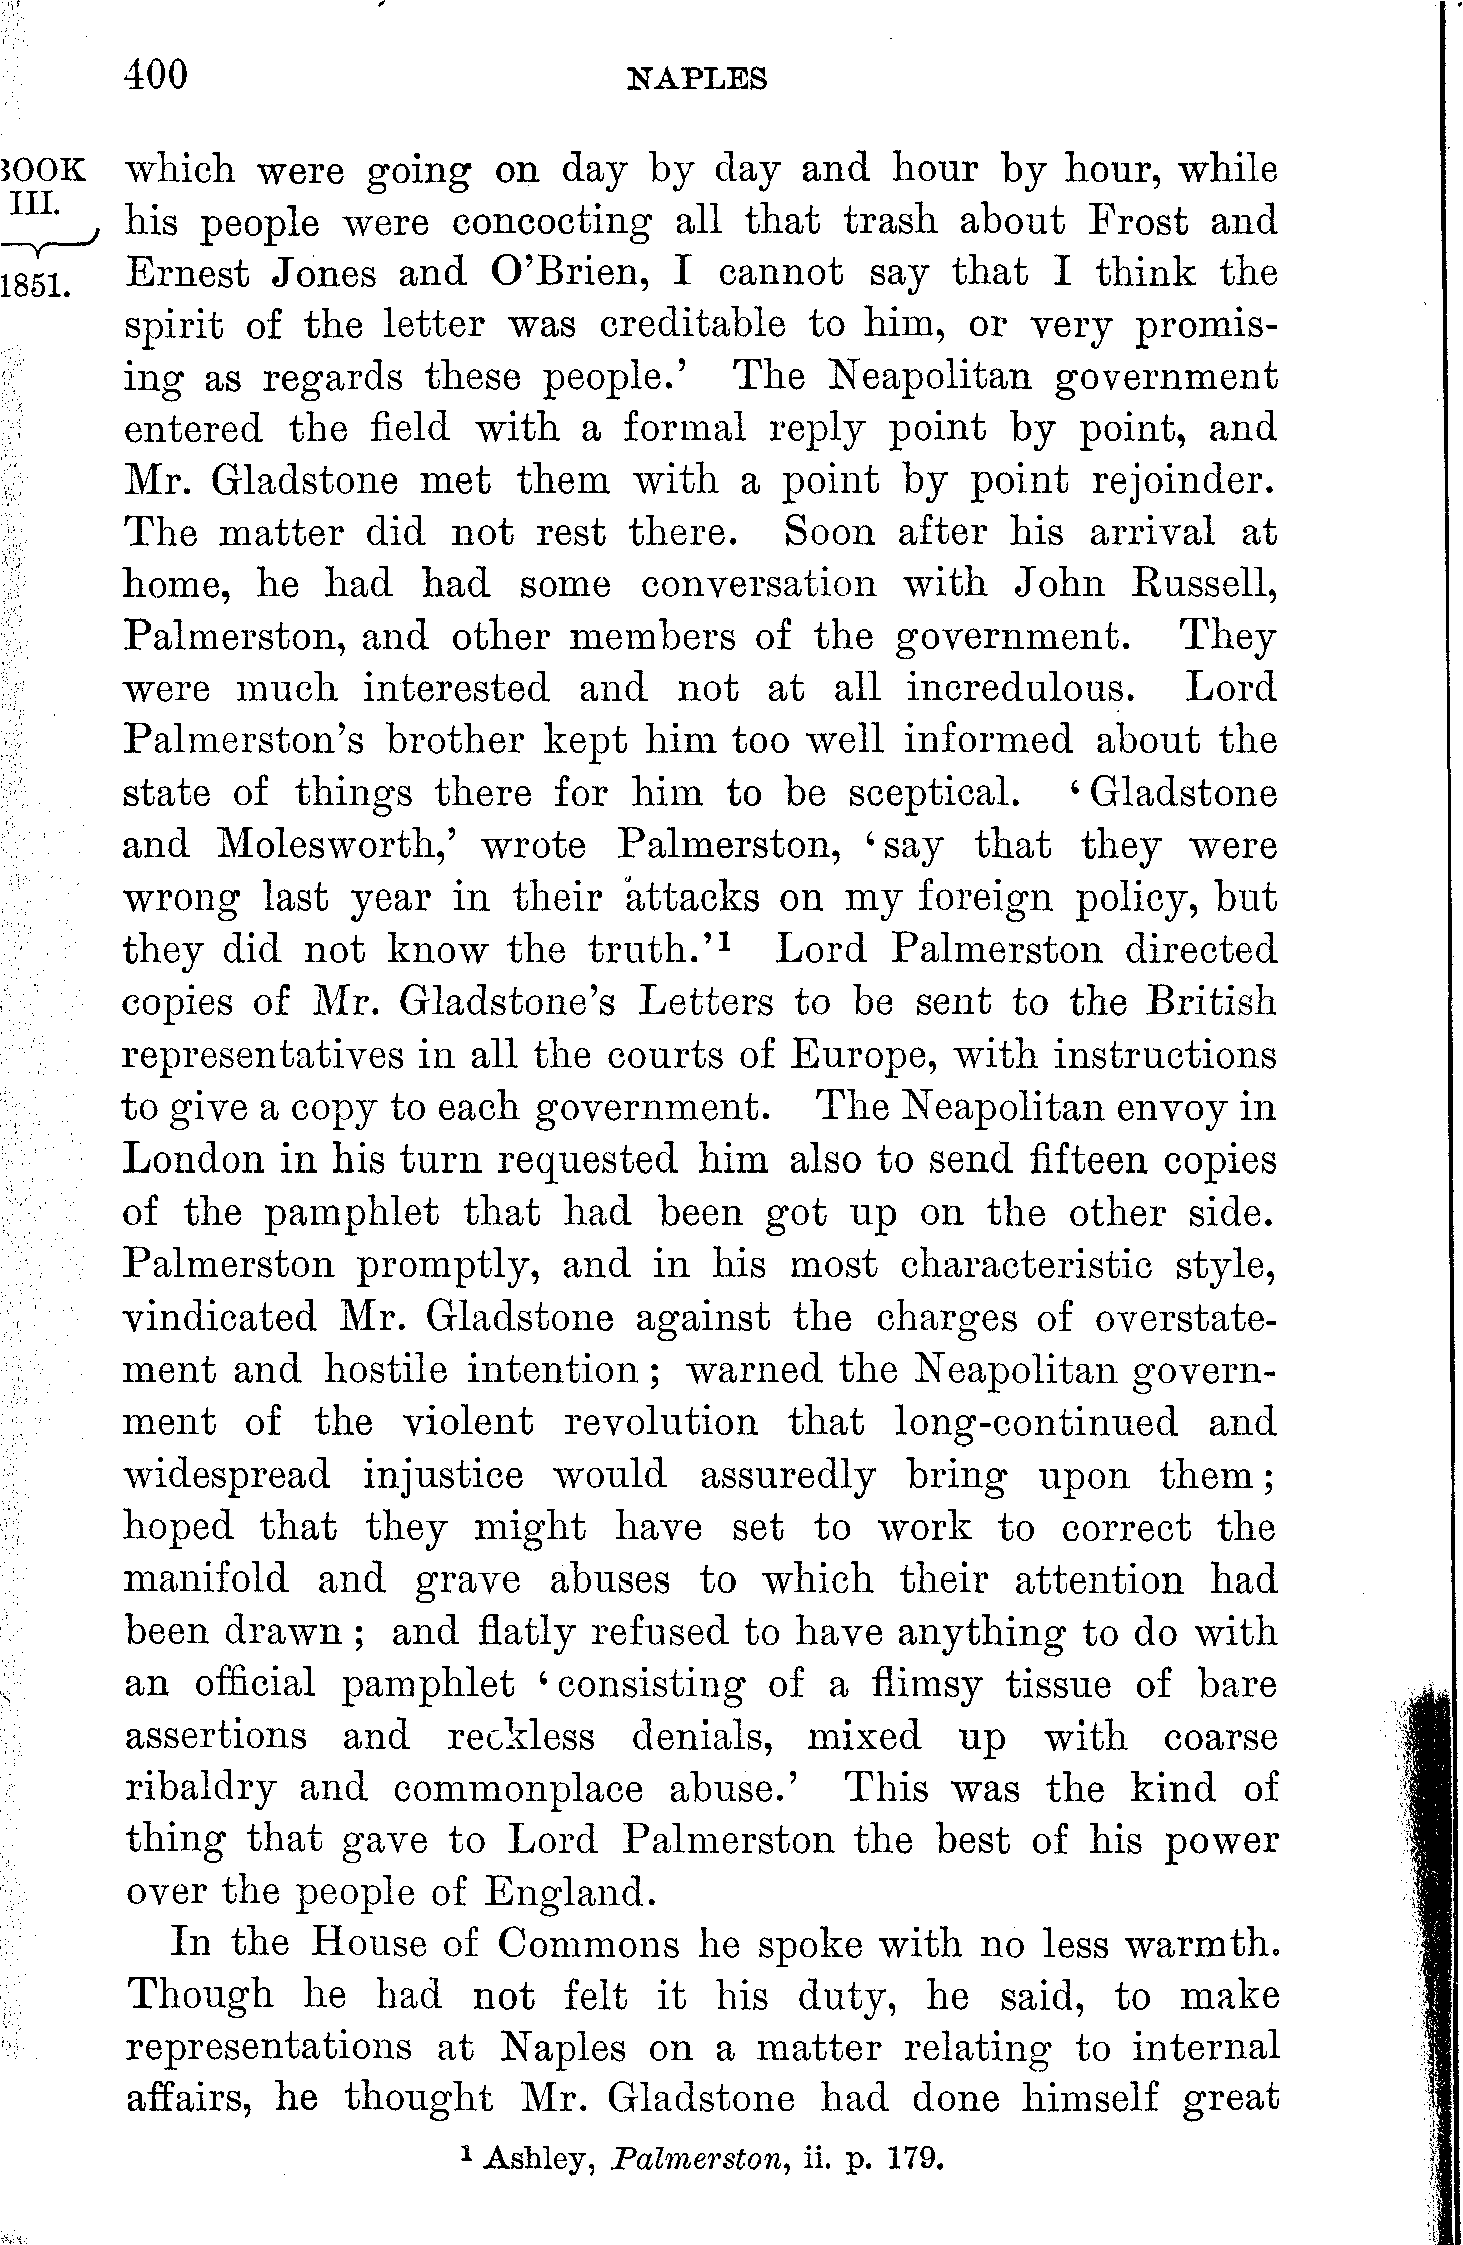 400 NAPLES
BOOK
III.
1851.
which were going on day by day and hour by hour, while
his people were concocting all that trash about Frost and
Ernest Jones and O'Brien, I cannot say that I think the
spirit of the letter was creditable to him, or very promis-
ing as regards these people.' The Neapolitan government
entered the field with a formal reply point by point, and
Mr. Gladstone met them with a point by point rejoinder.
The matter did not rest there. Soon after his arrival at
home, he had had some conversation with John Russell,
Palmerston, and other members of the government. They
were much interested and not at all incredulous. Lord
Palmerston's brother kept him too well informed about the
state of things there for him to be sceptical. 'Gladstone
and Molesworth,' wrote Palmerston, 'say that they were
wrong last year in their attacks on my foreign policy, but
they did not know the truth.'1 Lord Palmerston directed
copies of Mr. Gladstone's Letters to be sent to the British
representatives in all the courts of Europe, with instructions
to give a copy to each government. The Neapolitan envoy in
London in his turn requested him also to send fifteen copies
of the pamphlet that had been got up on the other side.
Palmerston promptly, and in his most characteristic style,
vindicated Mr. Gladstone against the charges of overstate-
ment and hostile intention; warned the Neapolitan govern-
ment of the violent revolution that long-continued and
widespread injustice would assuredly bring upon them;
hoped that they might have set to work to correct the
manifold and grave abuses to which their attention had
been drawn; and flatly refused to have anything to do with
an official pamphlet 'consisting of a flimsy tissue of bare
assertions and reckless denials, mixed up with coarse
ribaldry and commonplace abuse.' This was the kind of
thing that gave to Lord Palmerston the best of his power
over the people of England.
In the House of Commons he spoke with no less warmth.
Though he had not felt it his duty, he said, to make
representations at Naples on a matter relating to internal
affairs, he thought Mr. Gladstone had done himself great
1 Ashley, Palmerston, ii. p. 179.